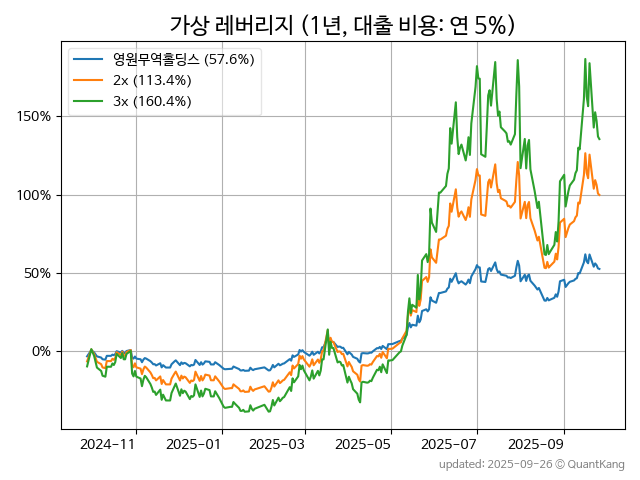 가상 레버리지 (1년, 대출 비용: 연 5%)
영원무역홀딩스 (57.6%)
2x (113.4%)
3x (160.4%)
150%
100%
50%
0%
2024-11
2025-01
2025-03
2025-05
2025-07
2025-09
updated: 2025-09-26 © QuantKang